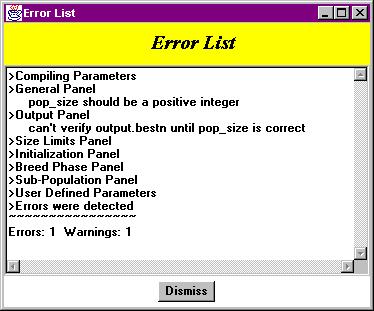 Error List
Error List
>Compiling Parameters
>General Panel
pop_size should be a positive integer
>Output Panel
can't verify output.bestn until pop_size is correct
>Size Limits Panel
>Initialization Panel
>Breed Phase Panel
>Sub-Population Panel
>User Defined Parameters
>Errors were detected
~~~~~~~~~~~~~~~~
Errors: 1  Warnings: 1
Dismiss